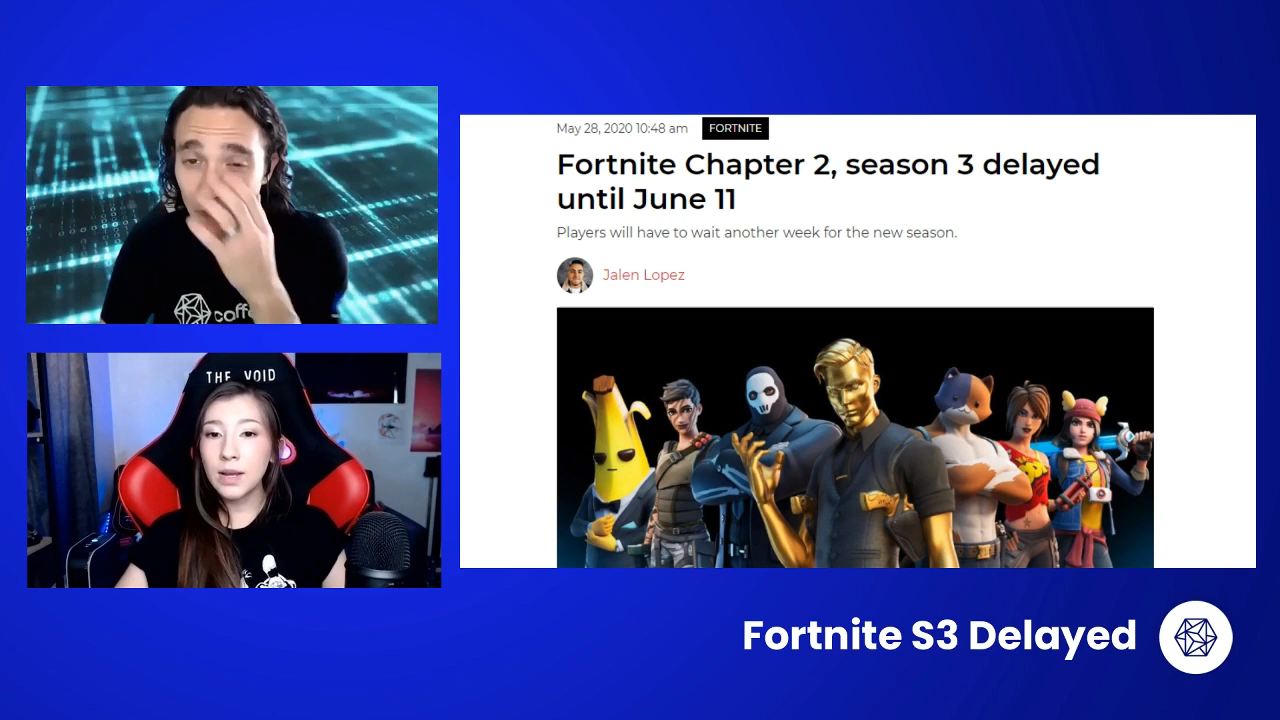 May 28, 2020 10:48 am FORTNITE
Fortnite Chapter 2, season 3 delayed
until June 11
Players will have to wait another week for the new season.
Jalen Lopez
THE VOID
Fortnite S3 Delayed